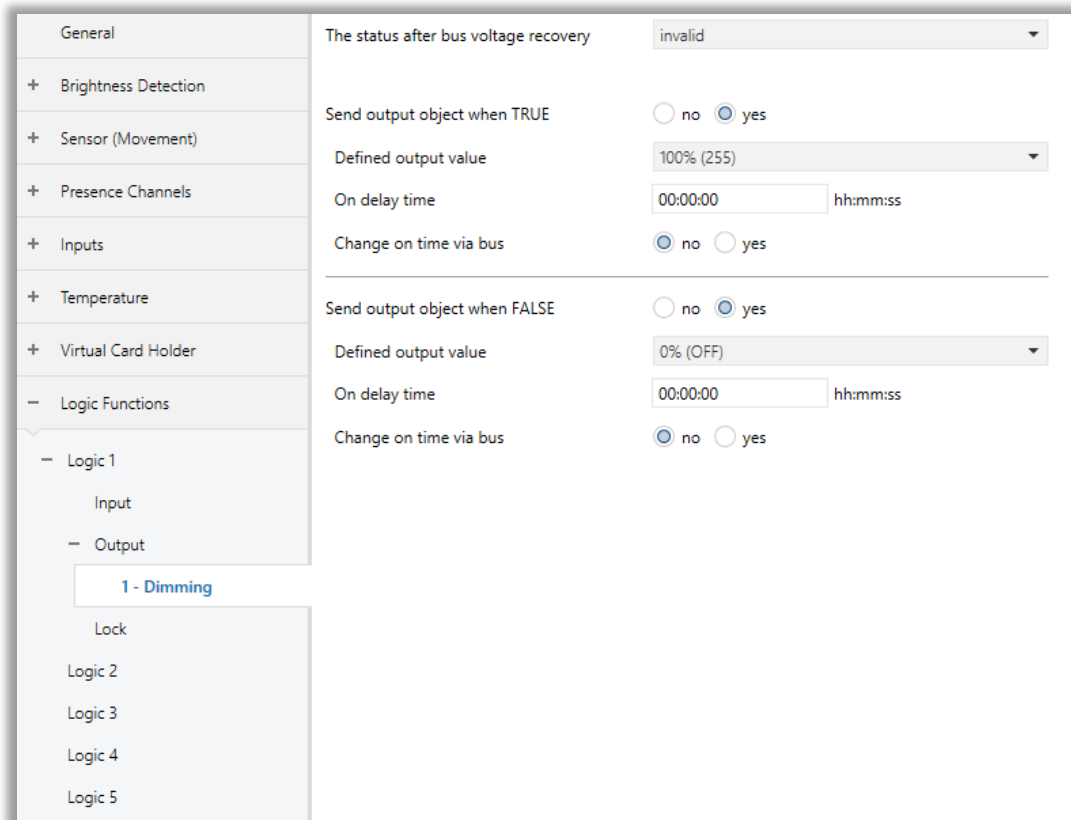 General
+ Brightness Detection
+ Sensor (Movement)
+ Presence Channels
+ Inputs
+ Temperature
+ Virtual Card Holder
− Logic Functions
− Logic 1
Input
− Output
1 - Dimming
Lock
Logic 2
Logic 3
Logic 4
Logic 5
The status after bus voltage recovery invalid
Send output object when TRUE no yes
Defined output value 100% (255)
On delay time 00:00:00 hh:mm:ss
Change on time via bus no yes
Send output object when FALSE no yes
Defined output value 0% (OFF)
On delay time 00:00:00 hh:mm:ss
Change on time via bus no yes